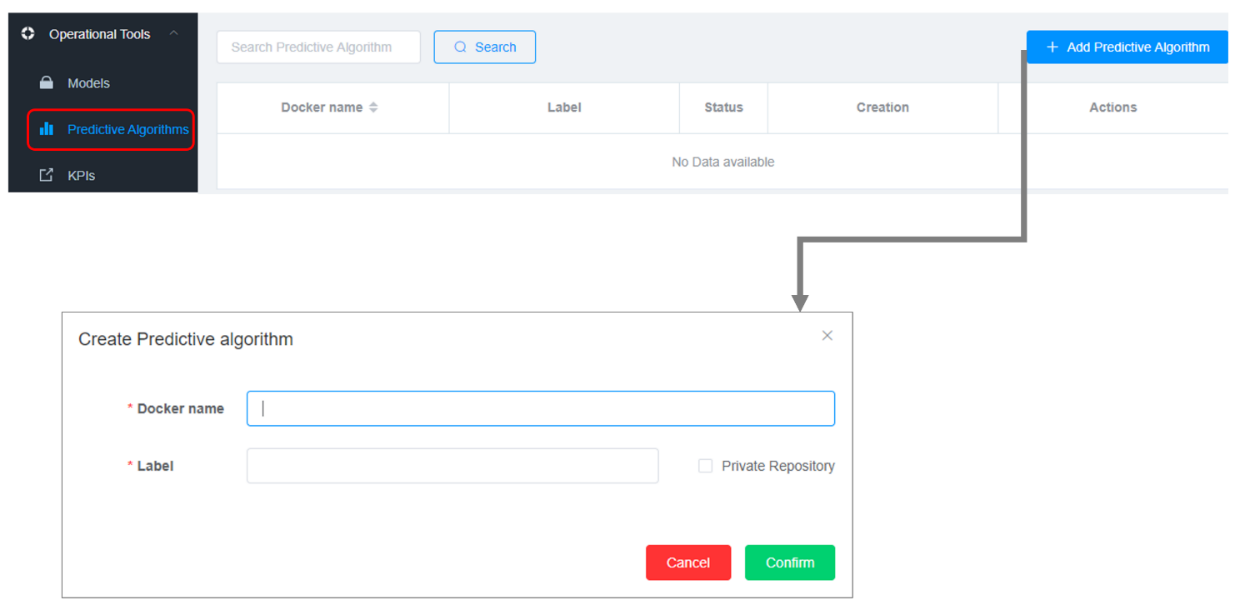 Operational Tools
Search Predictive Algorithm
Search
+ Add Predictive Algorithm
Models
Docker name Label Status Creation Actions
Predictive Algorithms
No Data available
KPIs
Create Predictive algorithm
* Docker name
* Label
Private Repository
Cancel Confirm